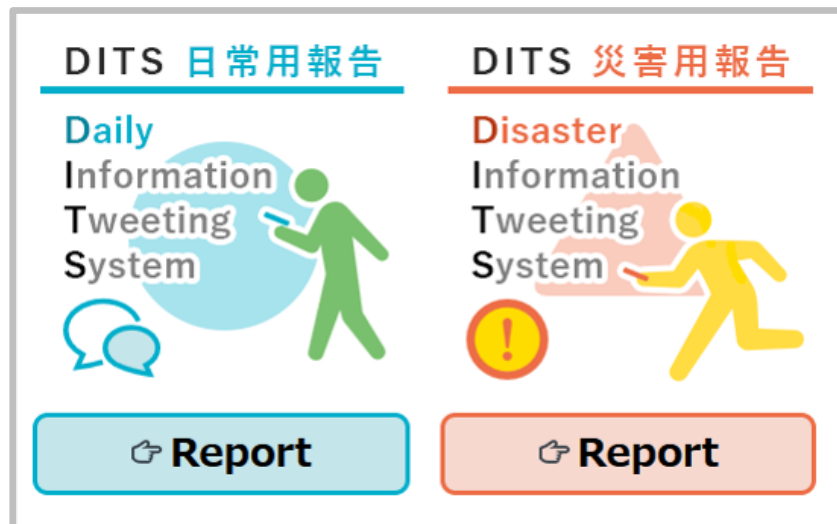 DITS 日常用報告
Daily
Information
Tweeting
System
☞ Report
DITS 災害用報告
Disaster
Information
Tweeting
System
!
☞ Report